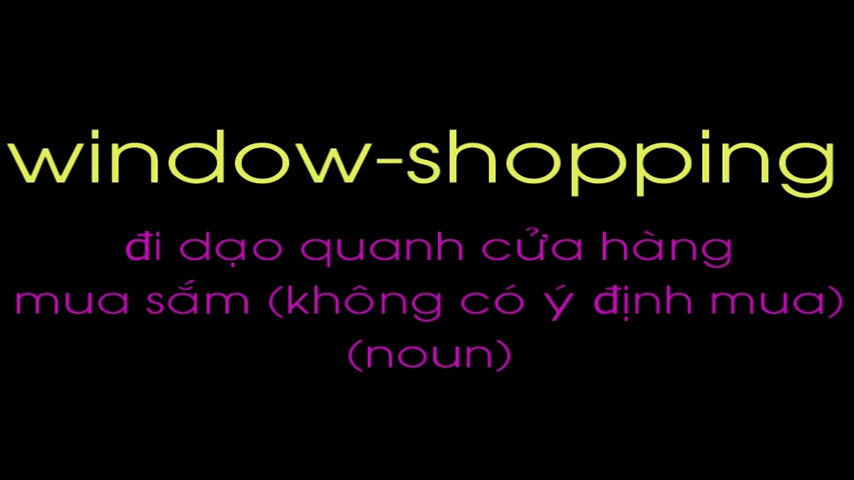 window-shopping
đi dạo quanh cửa hàng
mua sắm (không có ý định mua)
(noun)